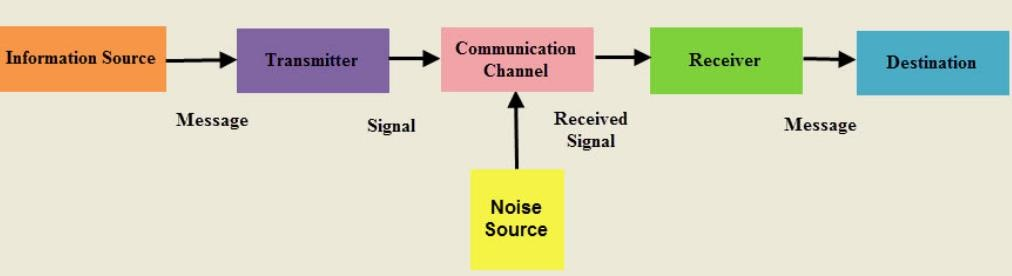 Information Source
Transmitter
Communication
Channel
Receiver
Destination
Message
Signal
Received
Signal
Message
Noise
Source